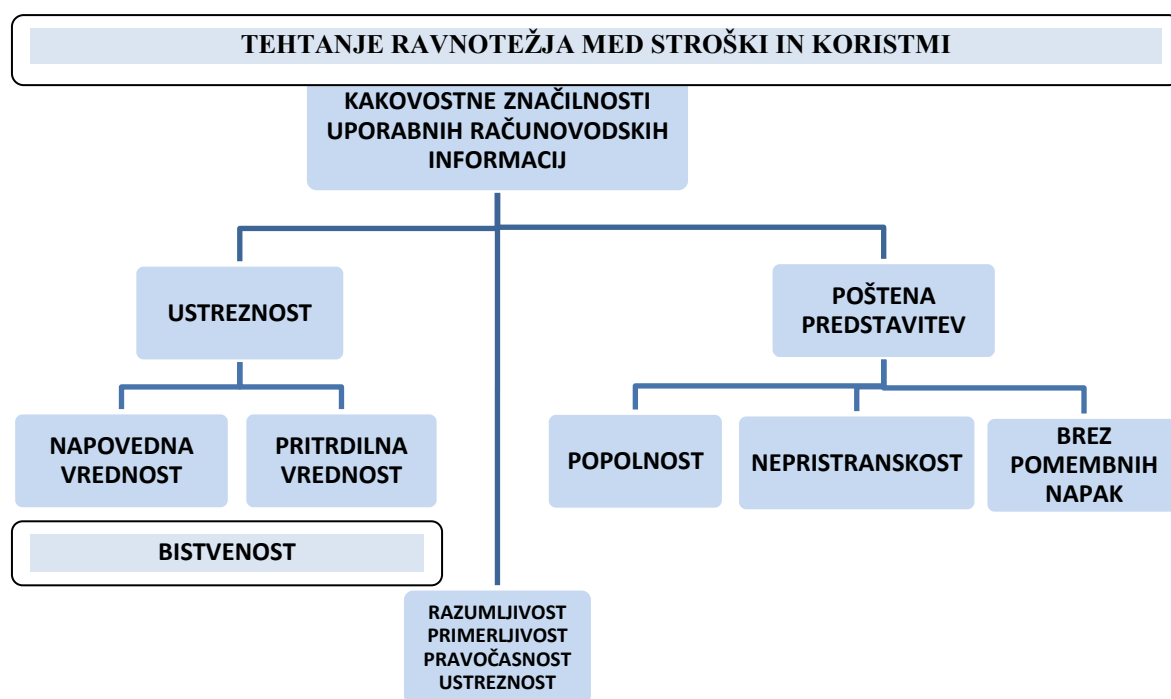 TEHTANJE RAVNOTEŽJA MED STROŠKI IN KORISTMI
KAKOVOSTNE ZNAČILNOSTI
UPORABNIH RAČUNOVODSKIH
INFORMACIJ
USTREZNOST
POŠTENA
PREDSTAVITEV
NAPOVEDNA
VREDNOST
PRITRDILNA
VREDNOST
POPOLNOST
NEPRISTRANSKOST
BREZ
POMEMBNIH
NAPAK
BISTVENOST
RAZUMLJIVOST
PRIMERLJIVOST
PRAVOČASNOST
USTREZNOST